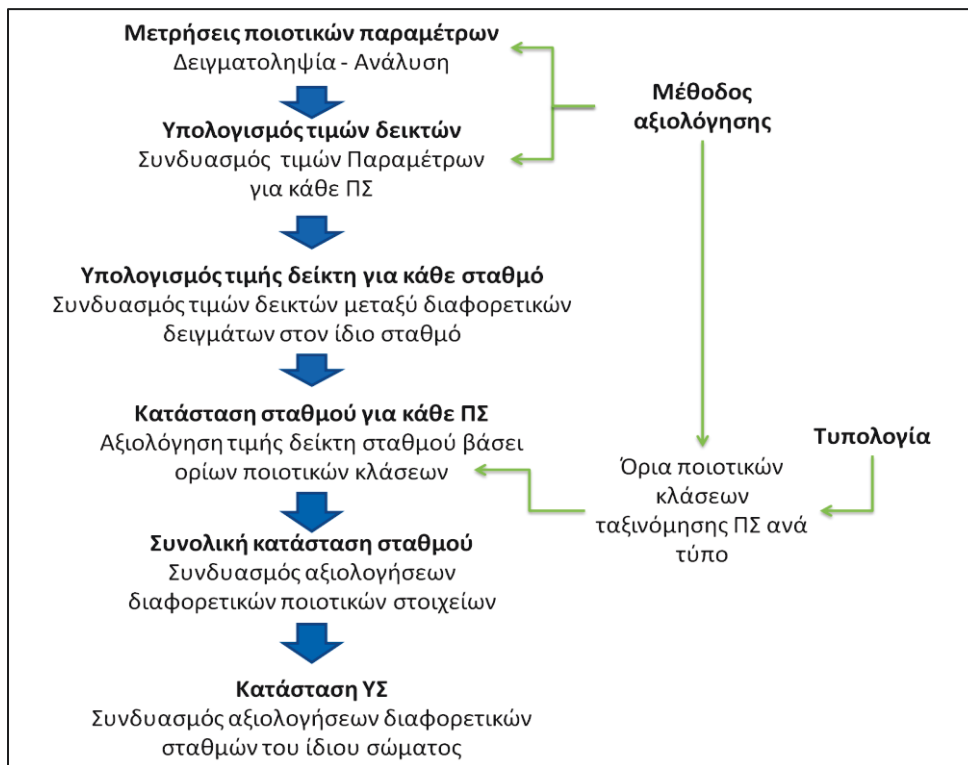 Μετρήσεις ποιοτικών παραμέτρων
Δειγματοληψία - Ανάλυση
Υπολογισμός τιμών δεικτών
Συνδυασμός τιμών Παραμέτρων
για κάθε ΠΣ
Υπολογισμός τιμής δείκτη για κάθε σταθμό
Συνδυασμός τιμών δεικτών μεταξύ διαφορετικών
δειγμάτων στον ίδιο σταθμό
Κατάσταση σταθμού για κάθε ΠΣ
Αξιολόγηση τιμής δείκτη σταθμού βάσει
ορίων ποιοτικών κλάσεων
Συνολική κατάσταση σταθμού
Συνδυασμός αξιολογήσεων
διαφορετικών ποιοτικών στοιχείων
Κατάσταση ΥΣ
Συνδυασμός αξιολογήσεων διαφορετικών
σταθμών του ίδιου σώματος
Μέθοδος
αξιολόγησης
Τυπολογία
Όρια ποιοτικών
κλάσεων
ταξινόμησης ΠΣ ανά
τύπο